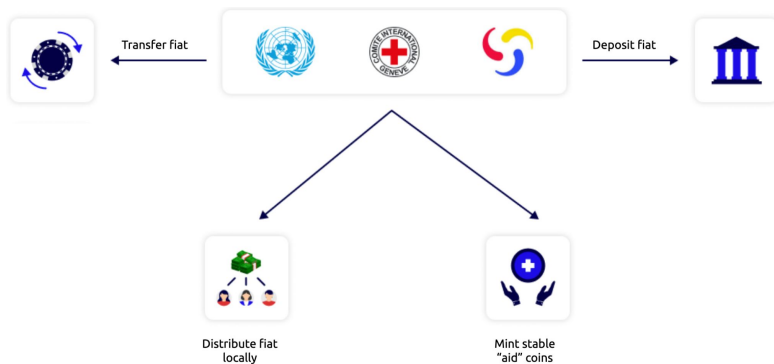 Transfer fiat
COMITE INTERNATIONAL
GENEVE
Deposit fiat
Distribute fiat
locally
Mint stable
“aid” coins